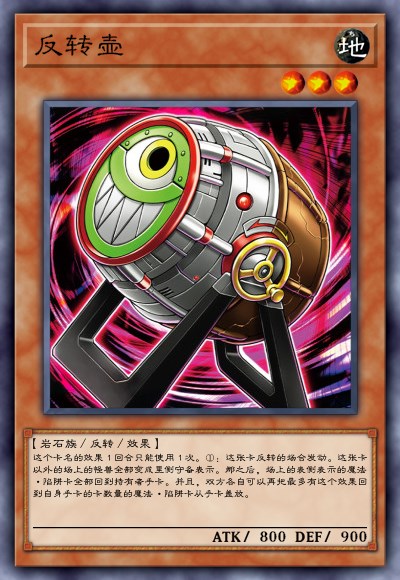 反转壶
地
【岩石族／反转／效果】
这个卡名的效果1回合只能使用1次。①：这张卡反转的场合发动。这张卡
以外的场上的怪兽全部变成里侧守备表示。那之后，场上的表侧表示的魔法
·陷阱卡全部回到持有者手卡。并且，双方各自可以再把最多有这个效果回
到自身手卡的卡数量的魔法·陷阱卡从手卡盖放。
ATK/ 800 DEF/ 900